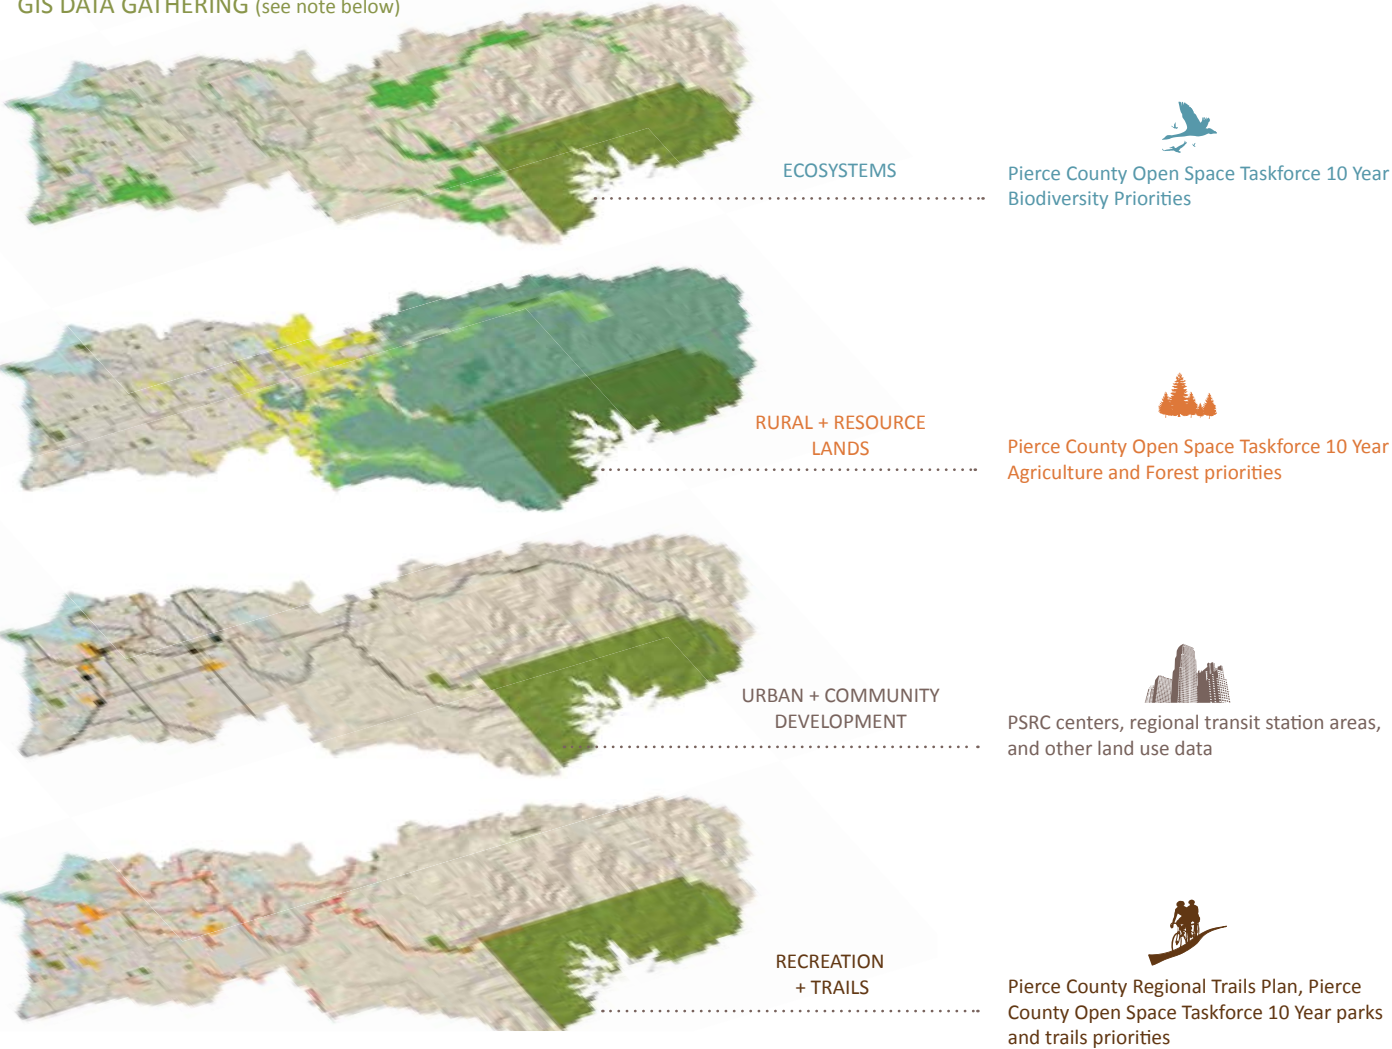 GIS DATA GATHERING (see note below)
ECOSYSTEMS
Pierce County Open Space Taskforce 10 Year
Biodiversity Priorities
RURAL + RESOURCE
LANDS
Pierce County Open Space Taskforce 10 Year
Agriculture and Forest priorities
URBAN + COMMUNITY
DEVELOPMENT
PSRC centers, regional transit station areas,
and other land use data
RECREATION
+ TRAILS
Pierce County Regional Trails Plan, Pierce
County Open Space Taskforce 10 Year parks
and trails priorities